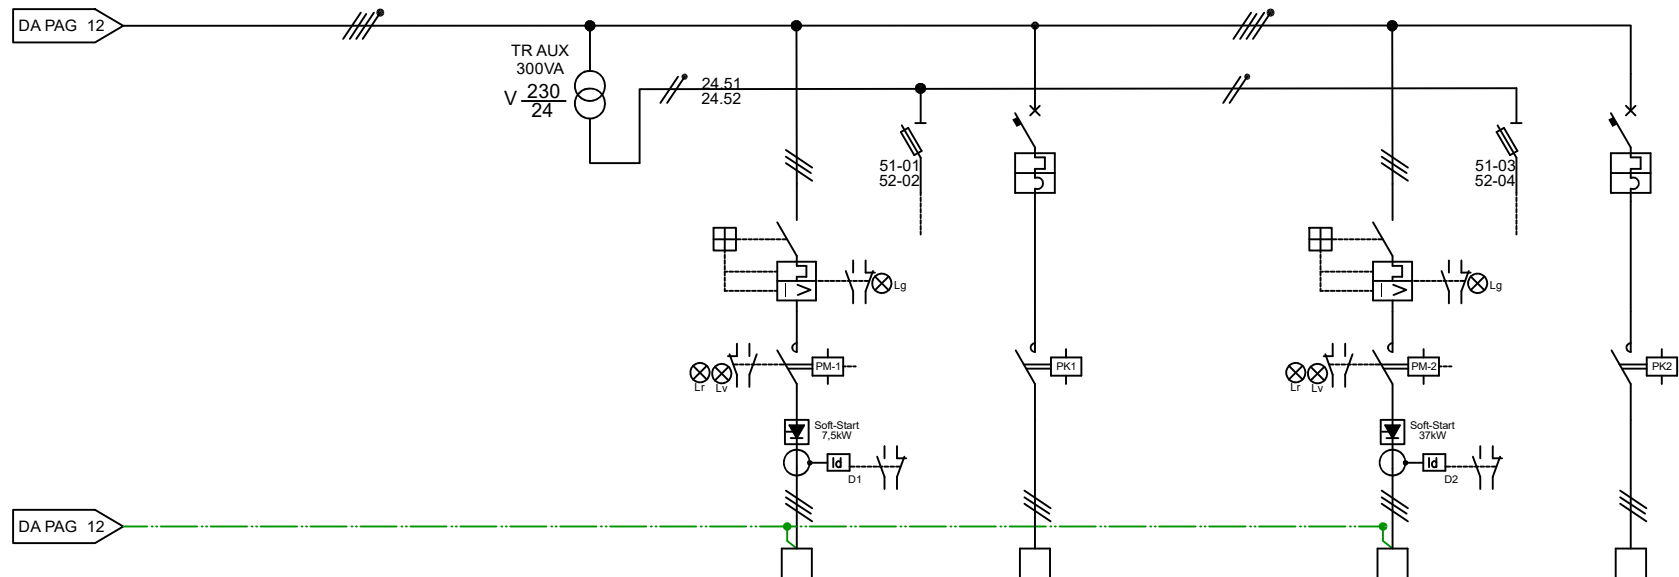 DA PAG 12
TR AUX
300VA
V 230
24
24.51
24.52
51-01
52-02
51-03
52-04
Lg
Lg
Lr
Lv
PM-1
PK1
Lr
Lv
PM-2
PK2
Soft-Start
7,5kW
Soft-Start
37kW
Id
D1
Id
D2
DA PAG 12